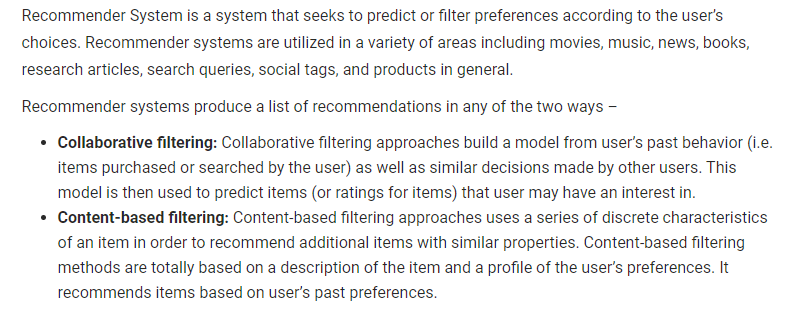 Recommender System is a system that seeks to predict or filter preferences according to the user's
choices. Recommender systems are utilized in a variety of areas including movies, music, news, books,
research articles, search queries, social tags, and products in general.
Recommender systems produce a list of recommendations in any of the two ways –
• Collaborative filtering: Collaborative filtering approaches build a model from user's past behavior (i.e.
items purchased or searched by the user) as well as similar decisions made by other users. This
model is then used to predict items (or ratings for items) that user may have an interest in.
• Content-based filtering: Content-based filtering approaches uses a series of discrete characteristics
of an item in order to recommend additional items with similar properties. Content-based filtering
methods are totally based on a description of the item and a profile of the user's preferences. It
recommends items based on user's past preferences.